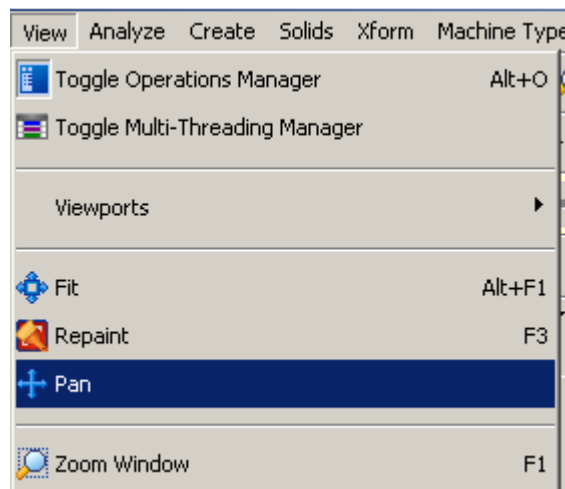 View Analyze Create Solids Xform Machine Type
Toggle Operations Manager Alt+O
Toggle Multi-Threading Manager
Viewports
Fit Alt+F1
Repaint F3
Pan
Zoom Window F1